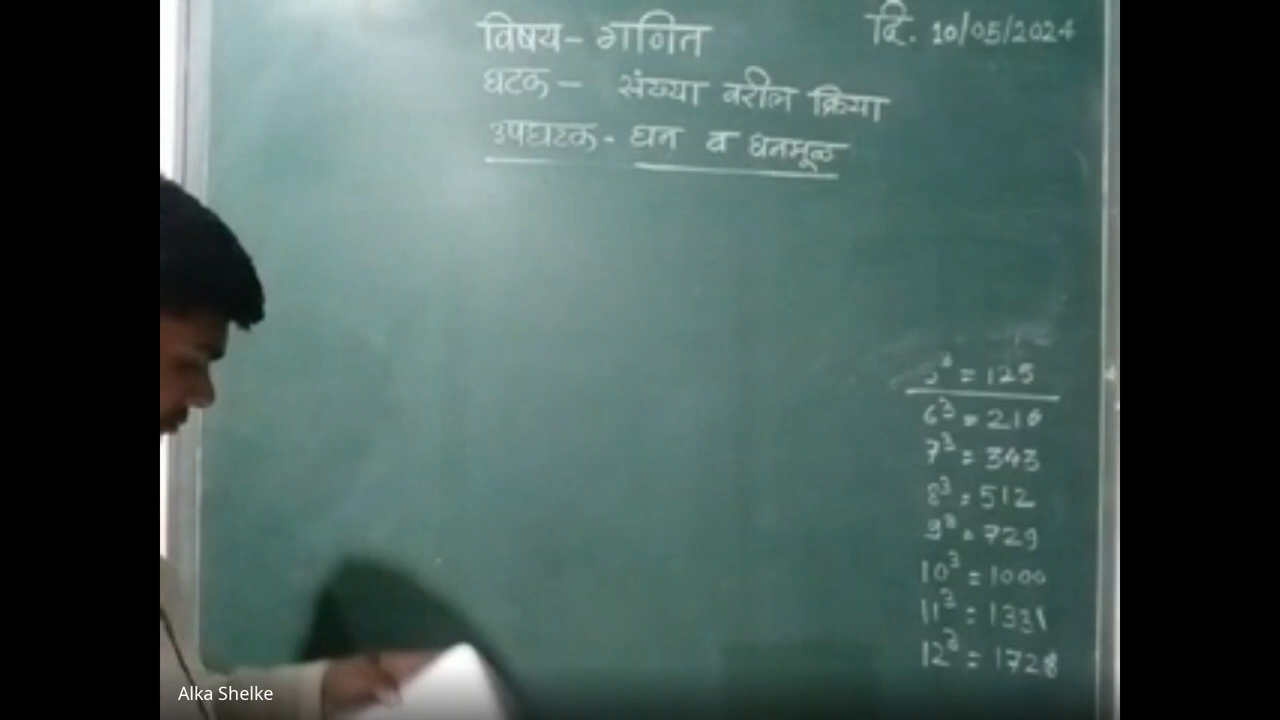 विषय- गणित
दि. 10/05/2024
घटक - संख्या वरील क्रिया
उपघटक - घन व घनमूळ
5³ = 125
6³ = 216
7³ = 343
8³ = 512
9³ = 729
10³ = 1000
11³ = 1331
12³ = 1728
Alka Shelke